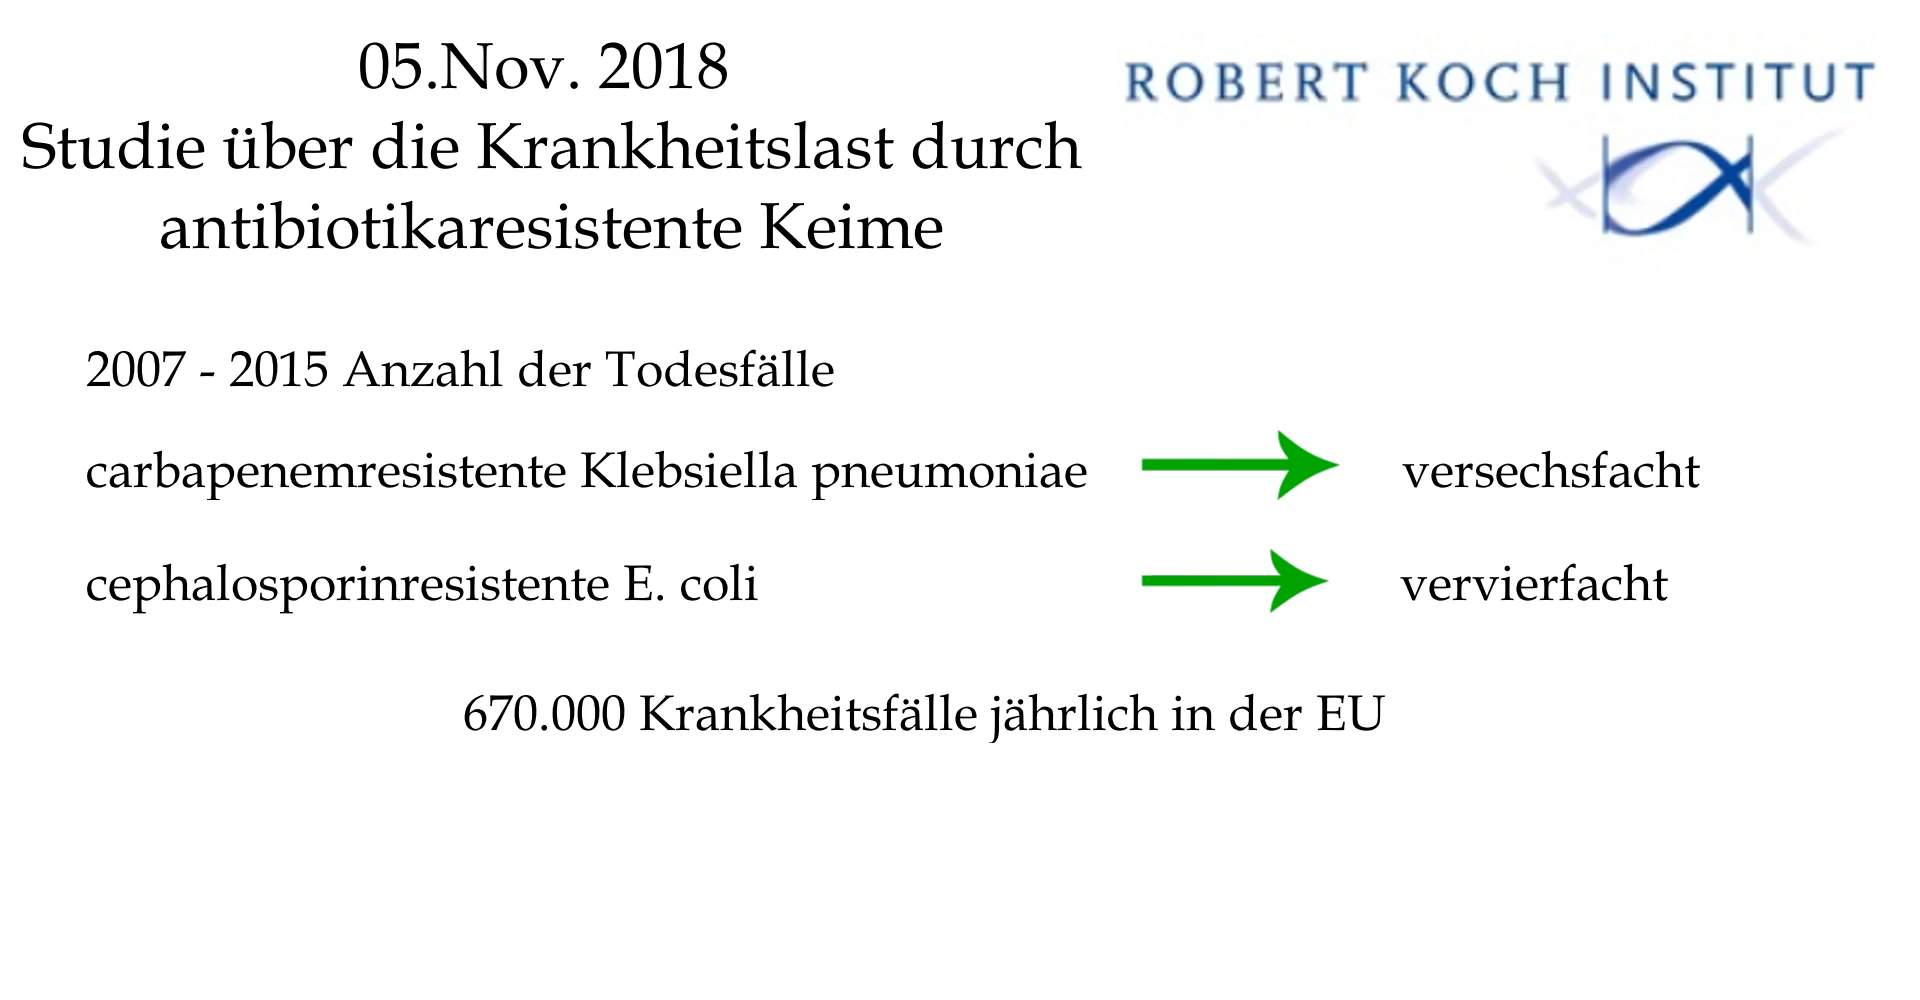 05.Nov. 2018
Studie über die Krankheitslast durch
antibiotikaresistente Keime
ROBERT KOCH INSTITUT
2007 - 2015 Anzahl der Todesfälle
carbapenemresistente Klebsiella pneumoniae versechsfacht
cephalosporinresistente E. coli vervierfacht
670.000 Krankheitsfälle jährlich in der EU